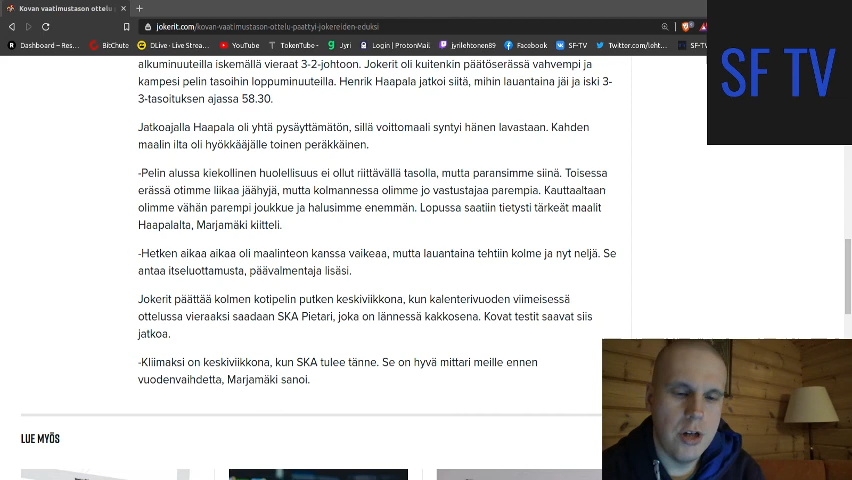 Kovan vaatimustason ottelu p
jokerit.com/kovan-vaatimustason-ottelu-paattyi-jokereiden-eduksi
Dashboard – Res... BitChute DLive · Live Strea... YouTube TokenTube · Jyri Login | ProtonMail jyrilehtonen89 Facebook SF-TV Twitter.com/leht... SF-TV
SF TV
alkuminuuteilla iskemällä vieraat 3-2-johtoon. Jokerit oli kuitenkin päätöserässä vahvempi ja
kampesi pelin tasoihin loppuminuuteilla. Henrik Haapala jatkoi siitä, mihin lauantaina jäi ja iski 3-
3-tasoituksen ajassa 58.30.
Jatkoajalla Haapala oli yhtä pysäyttämätön, sillä voittomaali syntyi hänen lavastaan. Kahden
maalin ilta oli hyökkääjälle toinen peräkkäinen.
-Pelin alussa kiekollinen huolellisuus ei ollut riittävällä tasolla, mutta paransimme siinä. Toisessa
erässä otimme liikaa jäähyjä, mutta kolmannessa olimme jo vastustajaa parempia. Kauttaaltaan
olimme vähän parempi joukkue ja halusimme enemmän. Lopussa saatiin tietysti tärkeät maalit
Haapalalta, Marjamäki kiitteli.
-Hetken aikaa aikaa oli maalinteon kanssa vaikeaa, mutta lauantaina tehtiin kolme ja nyt neljä. Se
antaa itseluottamusta, päävalmentaja lisäsi.
Jokerit päättää kolmen kotipelin putken keskiviikkona, kun kalenterivuoden viimeisessä
ottelussa vieraaksi saadaan SKA Pietari, joka on lännessä kakkosena. Kovat testit saavat siis
jatkoa.
-Kliimaksi on keskiviikkona, kun SKA tulee tänne. Se on hyvä mittari meille ennen
vuodenvaihdetta, Marjamäki sanoi.
LUE MYÖS